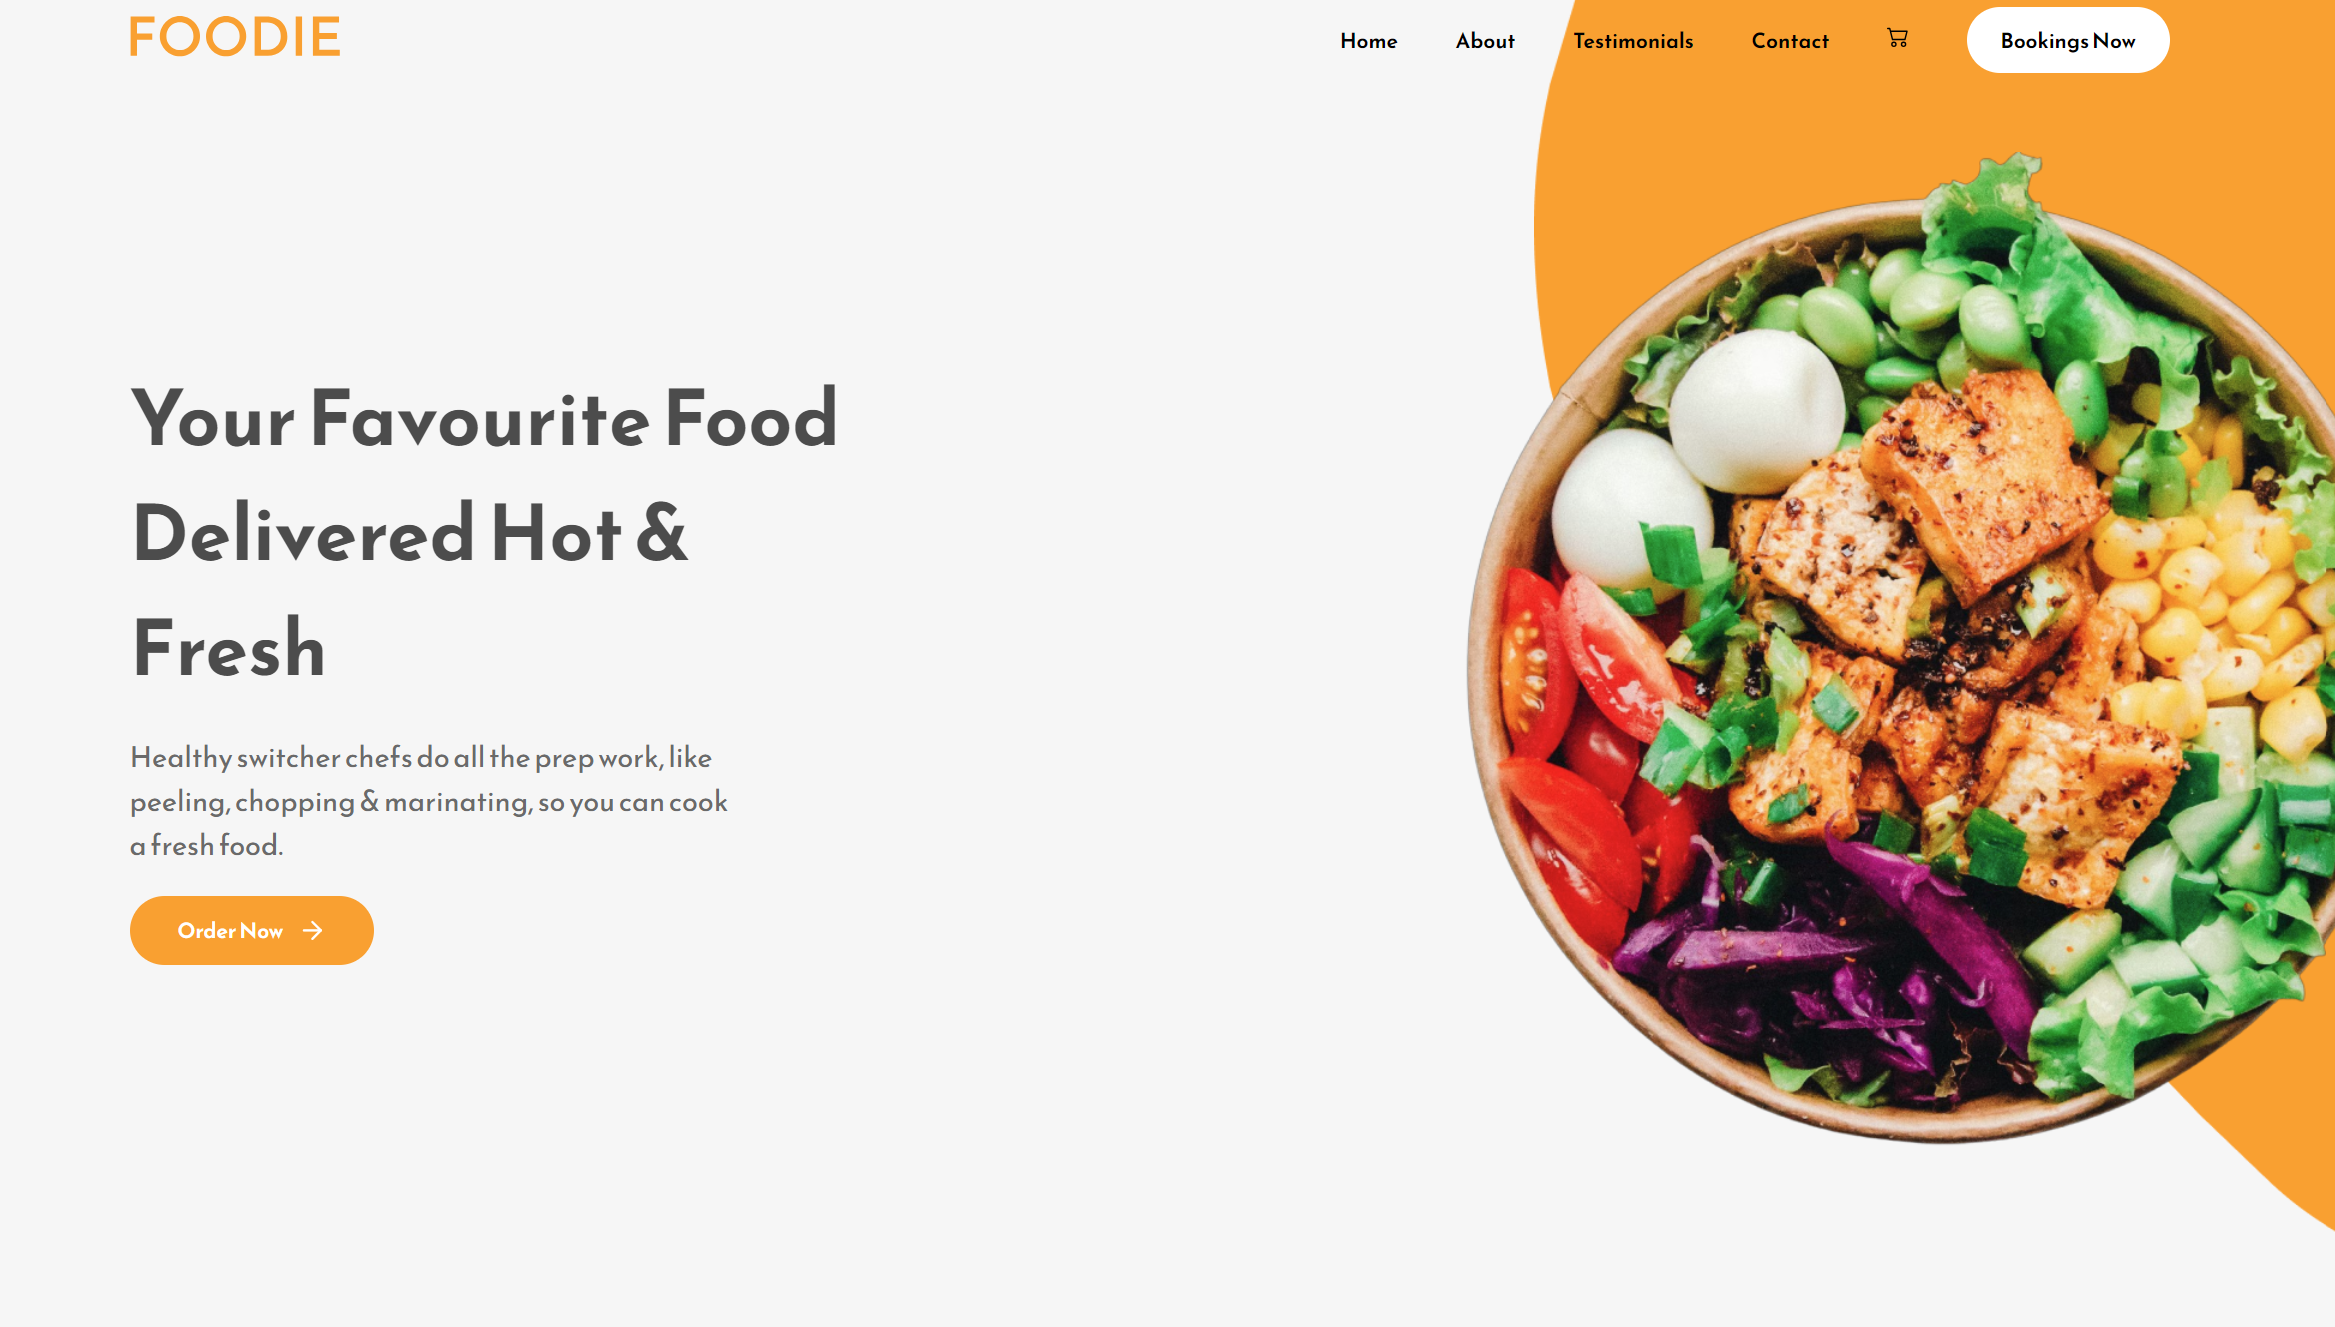 FOODIE
Home About Testimonials Contact Bookings Now
Your Favourite Food
Delivered Hot &
Fresh
Healthy switcher chefs do all the prep work, like
peeling, chopping & marinating, so you can cook
a fresh food.
Order Now